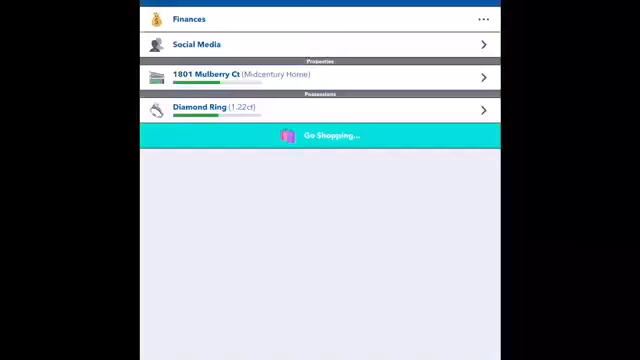 Finances
Social Media
Properties
1801 Mulberry Ct (Midcentury Home)
Possessions
Diamond Ring (1.22ct)
Go Shopping...